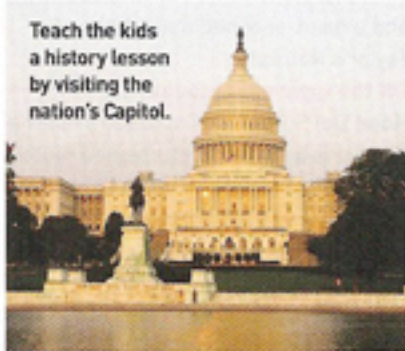 Teach the kids
a history lesson
by visiting the
nation's Capitol.